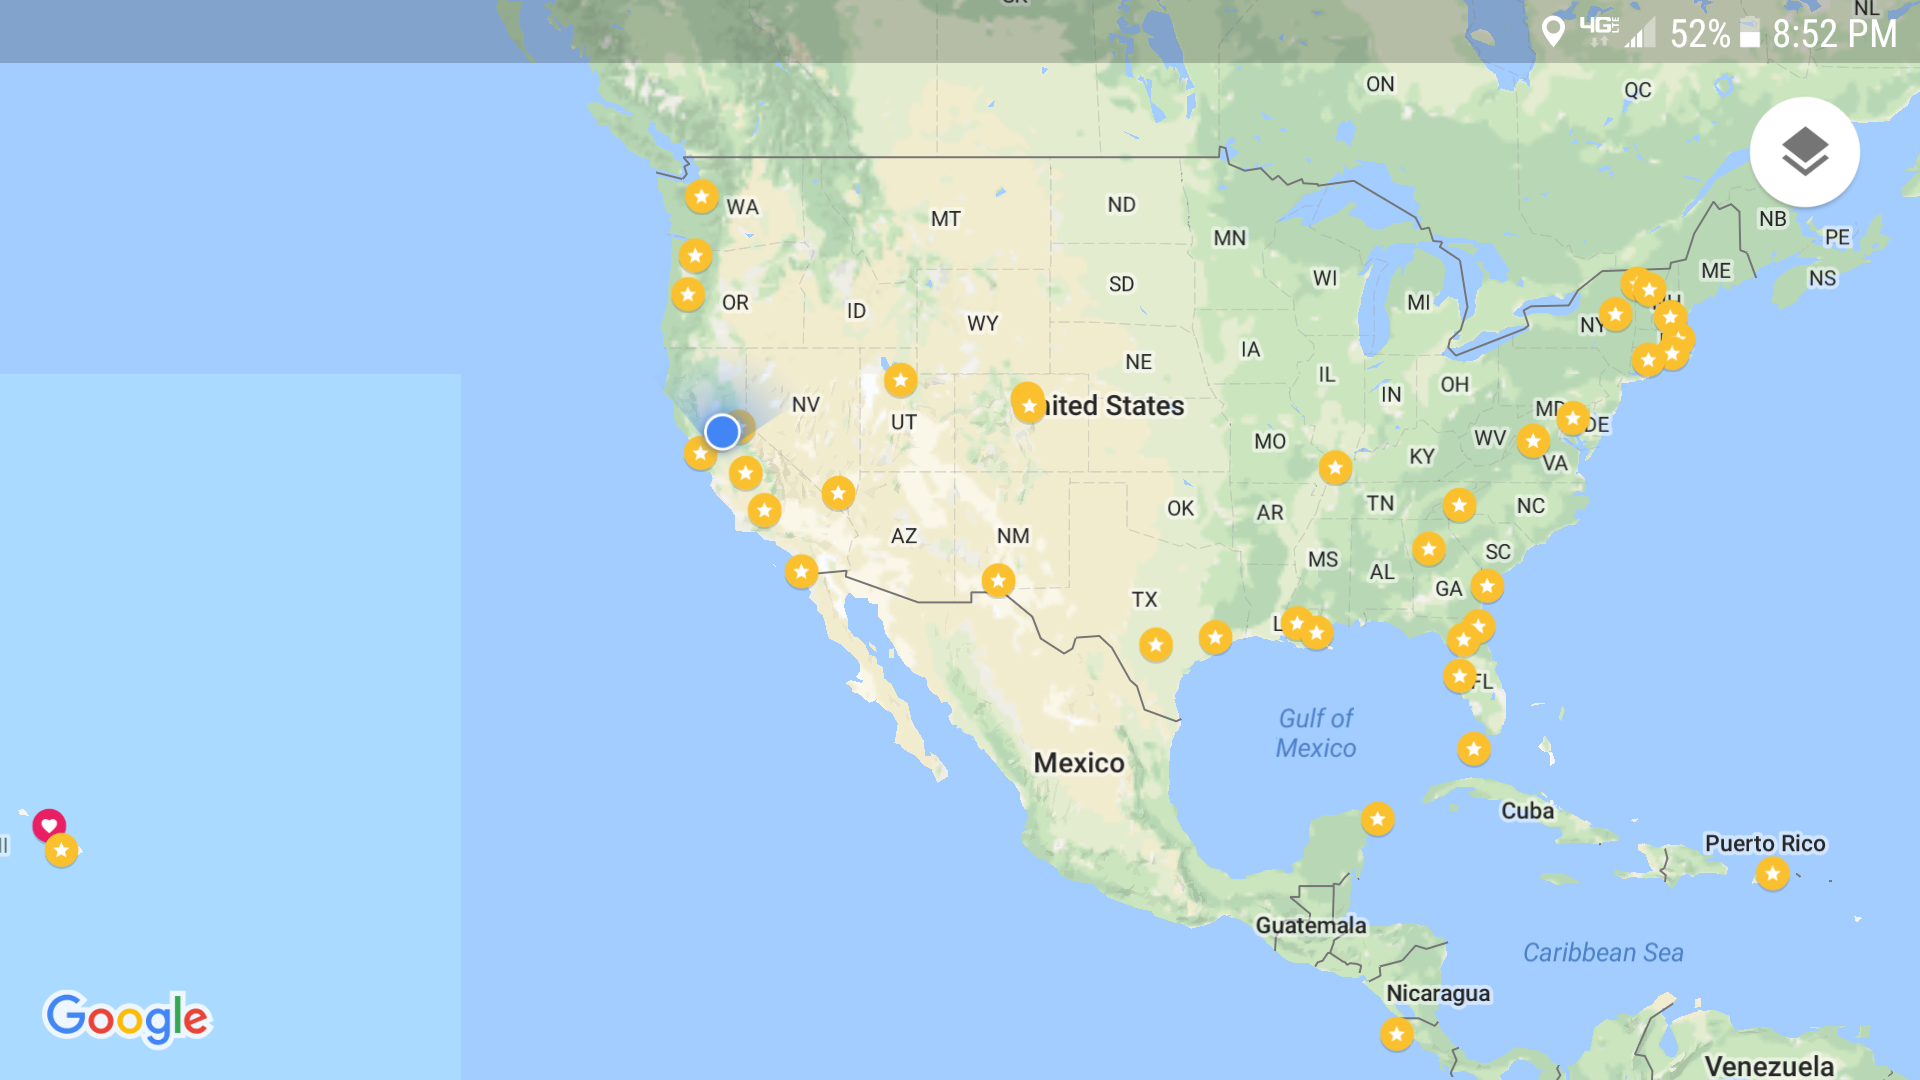 SK
NL
4G LTE 52% 8:52 PM
ON
QC
WA
MT
ND
MN
NB
PE
NS
ME
WI
MI
SD
OR
ID
WY
NY
IA
NE
IL
IN
OH
NV
UT
United States
MD
DE
MO
KY
WV
VA
OK
AR
TN
NC
AZ
NM
MS
AL
SC
GA
TX
L
FL
Gulf of
Mexico
Mexico
Cuba
Puerto Rico
Guatemala
Caribbean Sea
Nicaragua
Google
Venezuela